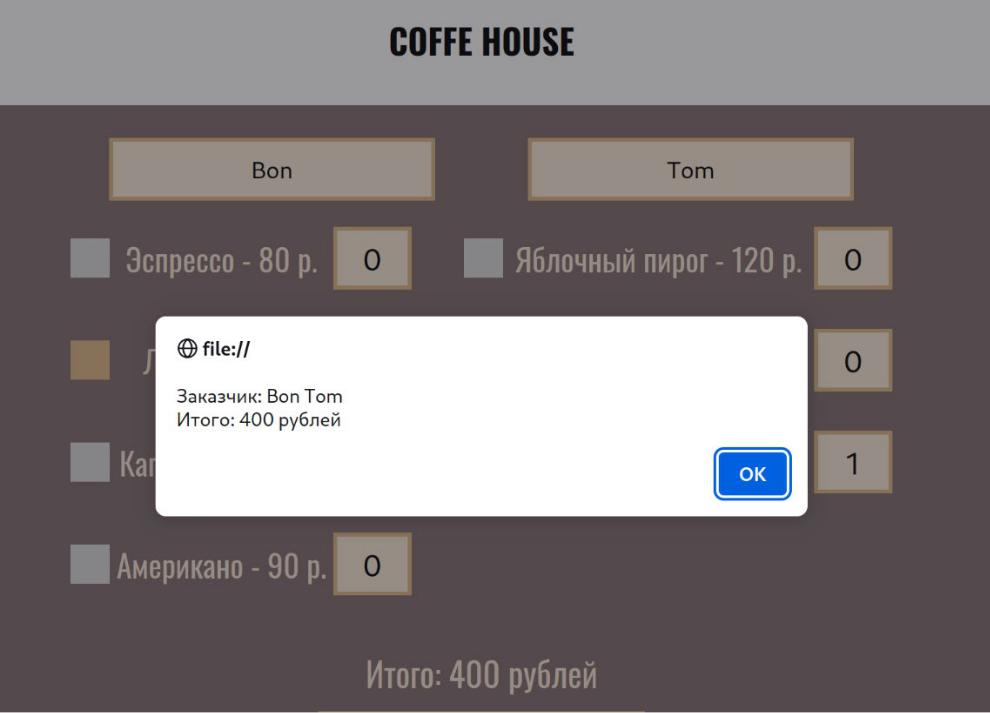 COFFE HOUSE
Bon
Tom
Эспрессо - 80 р.
0
Яблочный пирог - 120 р.
0
file://
0
Заказчик: Bon Tom
Итого: 400 рублей
OK
1
Американо - 90 р.
0
Итого: 400 рублей